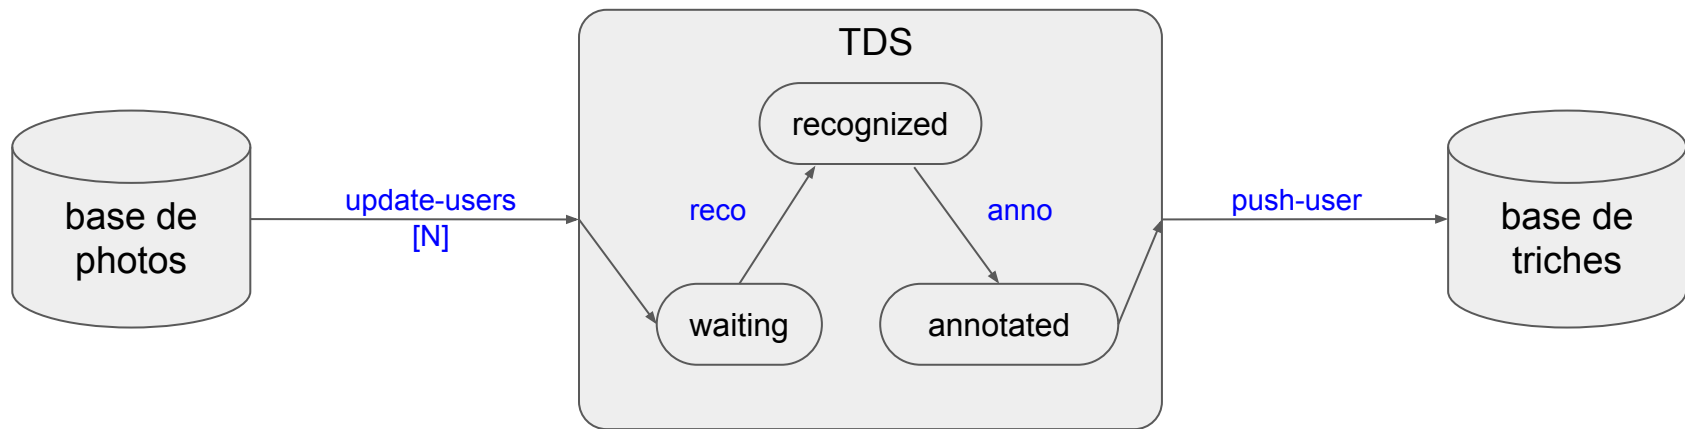 TDS
recognized
base de
photos
update-users
[N]
reco
anno
push-user
base de
triches
waiting
annotated